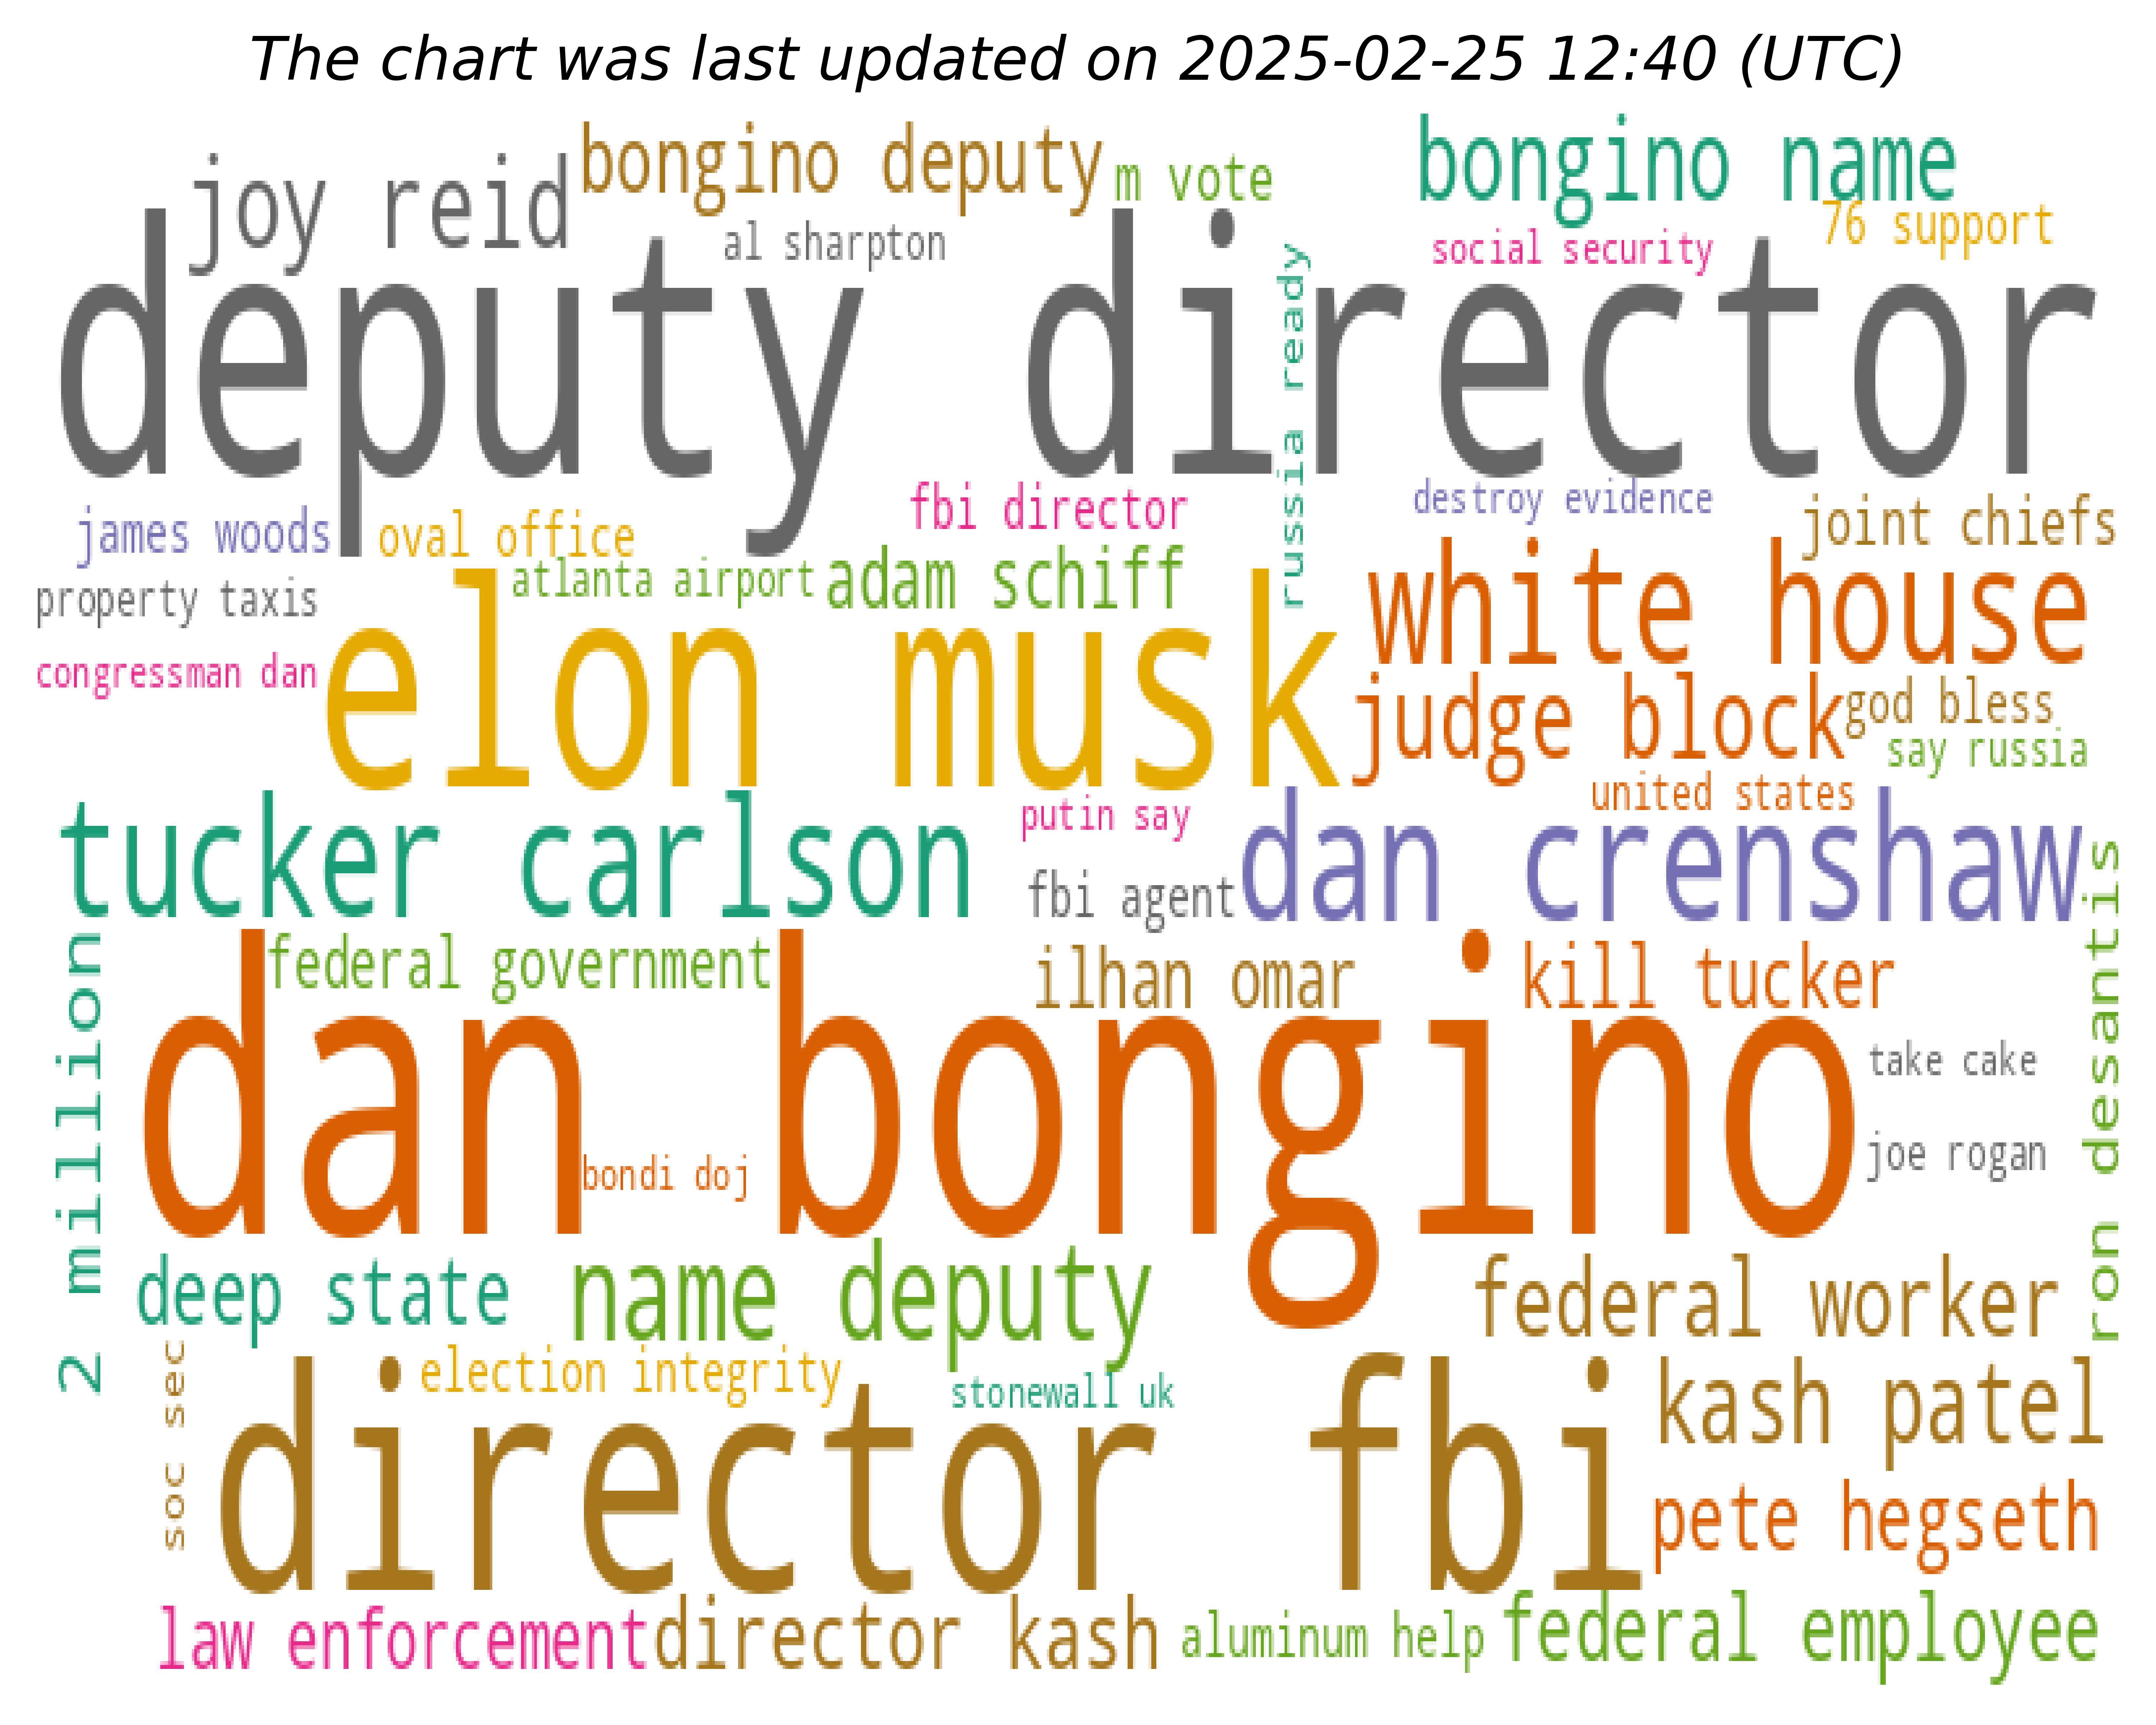 The chart was last updated on 2025-02-25 12:40 (UTC)
joy reid
bongino deputy
m vote
bongino name
76 support
al sharpton
social security
deputy director
russia ready
james woods
oval office
fbi director
destroy evidence
joint chiefs
property taxis
atlanta airport
adam schiff
white house
congressman dan
elon musk
judge block
god bless
say russia
united states
tucker carlson
putin say
dan crenshaw
fbi agent
ron desantis
2 million
federal government
ilhan omar
kill tucker
dan bongino
take cake
joe rogan
bondi doj
deep state
name deputy
federal worker
soc sec
election integrity
stonewall uk
kash patel
director fbi
pete hegseth
law enforcement
director kash
aluminum help
federal employee